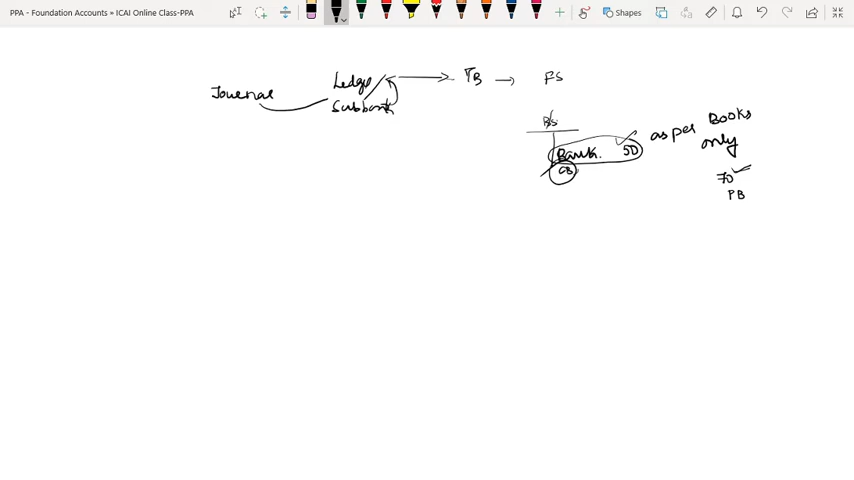 PPA - Foundation Accounts » ICAI Online Class-PPA
Shapes
Journal Ledger → TB → FS
Subbook
BS
Bank. 50 as per Books only
CB
70
PB